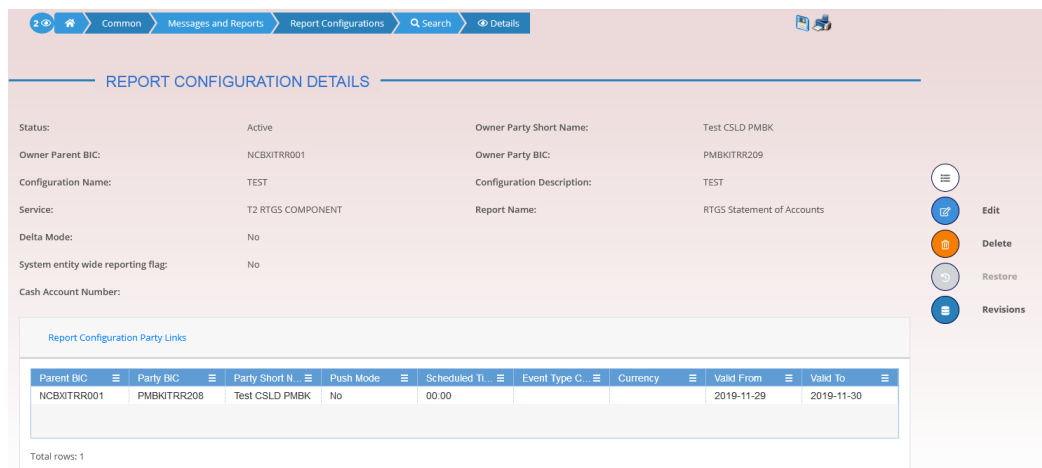 2 Common Messages and Reports Report Configurations Search Details
REPORT CONFIGURATION DETAILS
Status: Active Owner Party Short Name: Test CSLD PMBK
Owner Parent BIC: NCBXITRR001 Owner Party BIC: PMBKITRR209
Configuration Name: TEST Configuration Description: TEST
Service: T2 RTGS COMPONENT Report Name: RTGS Statement of Accounts
Edit
Delta Mode: No
Delete
System entity wide reporting flag: No
Restore
Cash Account Number:
Revisions
Report Configuration Party Links
Parent BIC Party BIC Party Short N... Push Mode Scheduled Ti... Event Type C... Currency Valid From Valid To
NCBXITRR001 PMBKITRR208 Test CSLD PMBK No 00:00 2019-11-29 2019-11-30
Total rows: 1